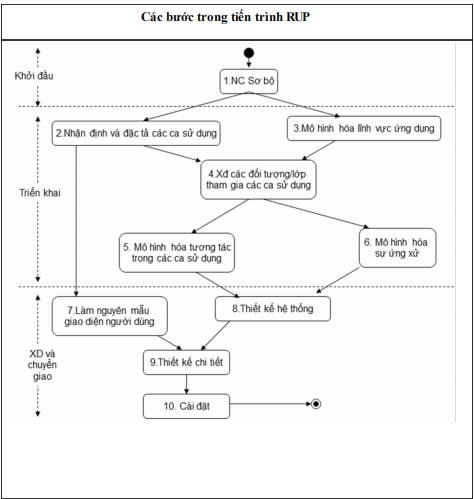 Các bước trong tiến trình RUP
Khởi đầu
1.NC Sơ bộ
2.Nhận định và đặc tả các ca sử dụng
3.Mô hình hóa lĩnh vực ứng dụng
4.Xđ các đối tượng/lớp
tham gia các ca sử dụng
Triển khai
5. Mô hình hóa tương tác
trong các ca sử dụng
6. Mô hình hóa
sự ứng xử
7.Làm nguyên mẫu
giao diện người dùng
8.Thiết kế hệ thống
XD và
chuyển
giao
9.Thiết kế chi tiết
10. Cài đặt